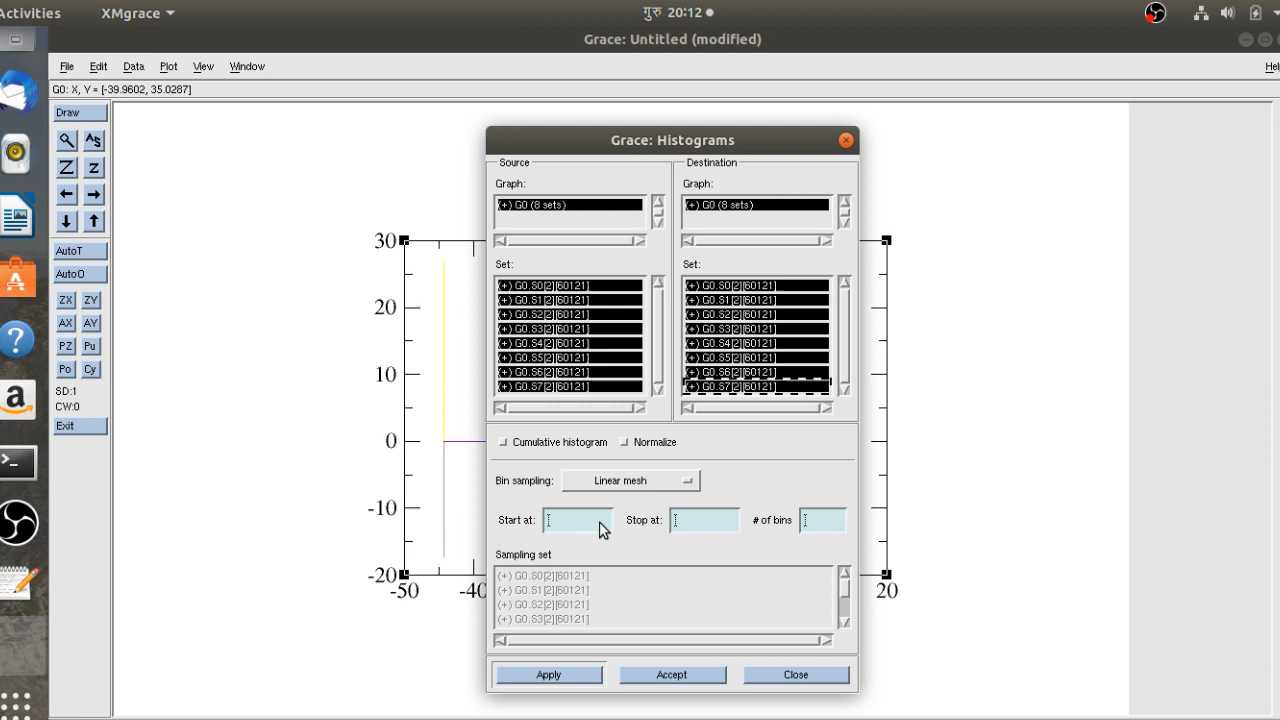 Activities
XMgrace
गुरु 20:12
Grace: Untitled (modified)
File Edit Data Plot View Window Hel
G0: X, Y = [-39.9602, 35.0287]
Draw
AS
Z z
AutoT
AutoO
ZX ZY
AX AY
PZ Pu
Po Cy
SD:1
CW:0
Exit
30
20
10
0
-10
-20
-50 -40 20
Grace: Histograms
Source Destination
Graph: Graph:
(+) G0 (8 sets) (+) G0 (8 sets)
Set: Set:
(+) G0.S0[2][60121] (+) G0.S0[2][60121]
(+) G0.S1[2][60121] (+) G0.S1[2][60121]
(+) G0.S2[2][60121] (+) G0.S2[2][60121]
(+) G0.S3[2][60121] (+) G0.S3[2][60121]
(+) G0.S4[2][60121] (+) G0.S4[2][60121]
(+) G0.S5[2][60121] (+) G0.S5[2][60121]
(+) G0.S6[2][60121] (+) G0.S6[2][60121]
(+) G0.S7[2][60121] (+) G0.S7[2][60121]
Cumulative histogram Normalize
Bin sampling: Linear mesh
Start at: Stop at: # of bins
Sampling set
(+) G0.S0[2][60121]
(+) G0.S1[2][60121]
(+) G0.S2[2][60121]
(+) G0.S3[2][60121]
Apply Accept Close